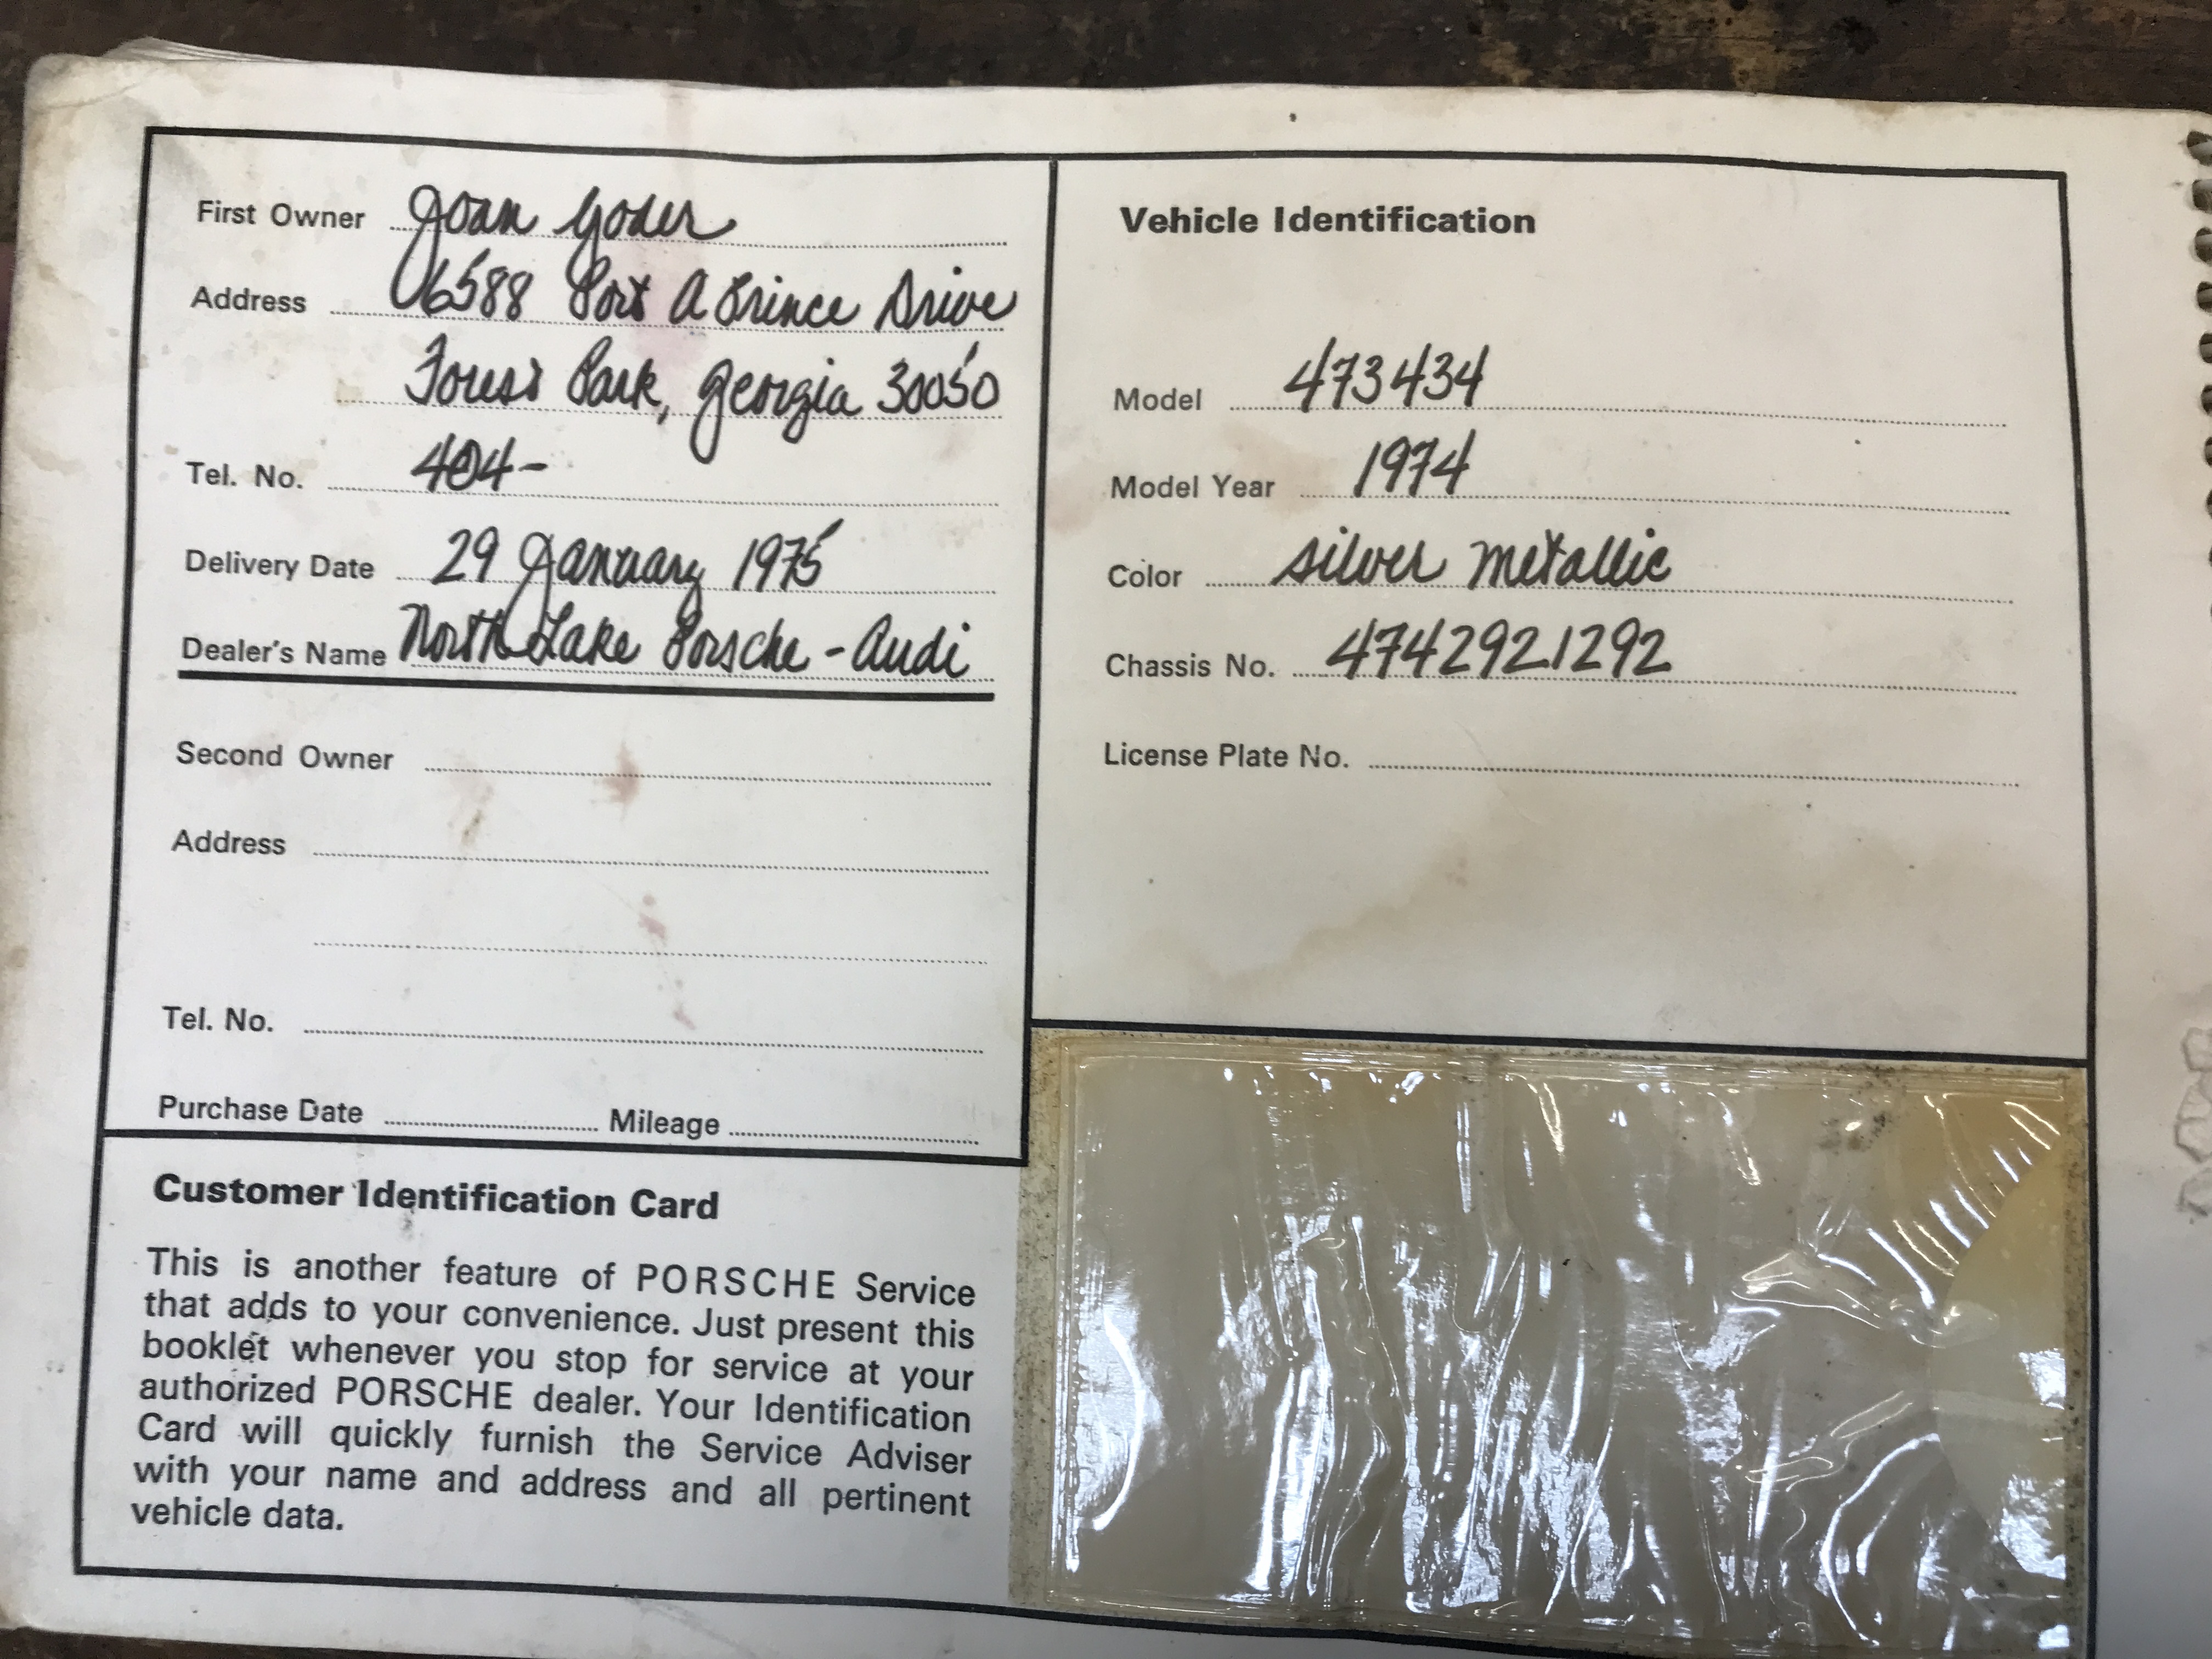 First Owner Joan Yoder
Address 6588 Port A Prince Drive
Forest Park, Georgia 30050
Tel. No. 404-
Delivery Date 29 January 1975
Dealer's Name North Lake Porsche-Audi
Second Owner
Address
Tel. No.
Purchase Date Mileage
Vehicle Identification
Model 473434
Model Year 1974
Color silver metallic
Chassis No. 4742921292
License Plate No.
Customer Identification Card
This is another feature of PORSCHE Service
that adds to your convenience. Just present this
booklet whenever you stop for service at your
authorized PORSCHE dealer. Your Identification
Card will quickly furnish the Service Adviser
with your name and address and all pertinent
vehicle data.